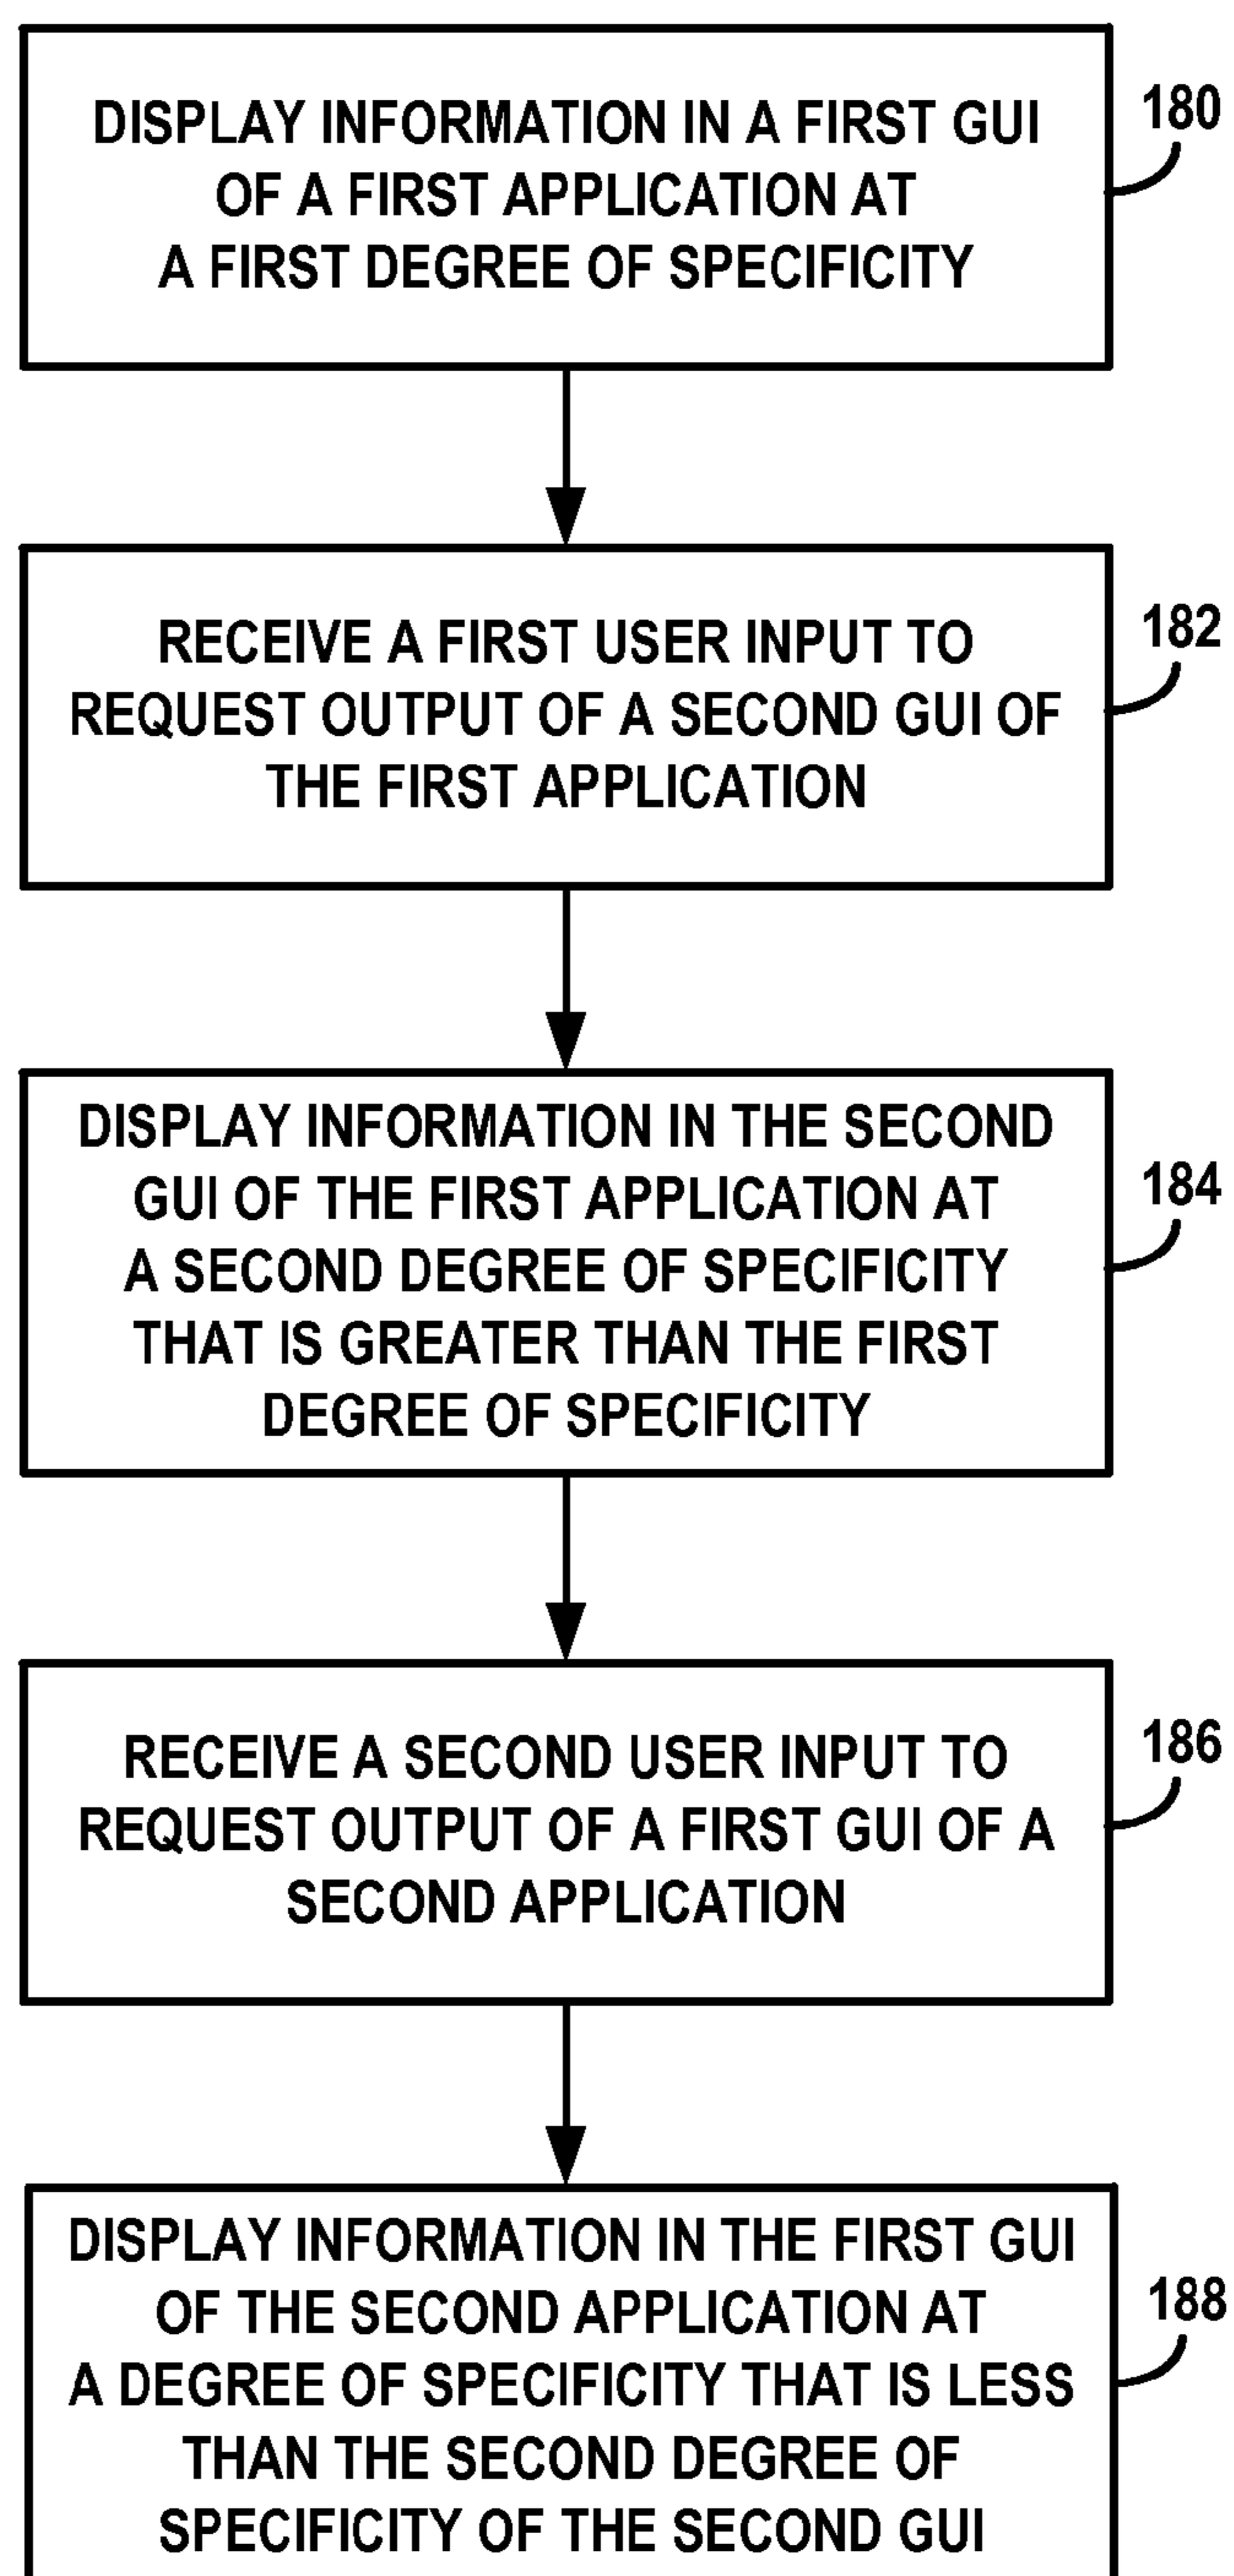 DISPLAY INFORMATION IN A FIRST GUI
OF A FIRST APPLICATION AT
A FIRST DEGREE OF SPECIFICITY
180
RECEIVE A FIRST USER INPUT TO
REQUEST OUTPUT OF A SECOND GUI OF
THE FIRST APPLICATION
182
DISPLAY INFORMATION IN THE SECOND
GUI OF THE FIRST APPLICATION AT
A SECOND DEGREE OF SPECIFICITY
THAT IS GREATER THAN THE FIRST
DEGREE OF SPECIFICITY
184
RECEIVE A SECOND USER INPUT TO
REQUEST OUTPUT OF A FIRST GUI OF A
SECOND APPLICATION
186
DISPLAY INFORMATION IN THE FIRST GUI
OF THE SECOND APPLICATION AT
A DEGREE OF SPECIFICITY THAT IS LESS
THAN THE SECOND DEGREE OF
SPECIFICITY OF THE SECOND GUI
188